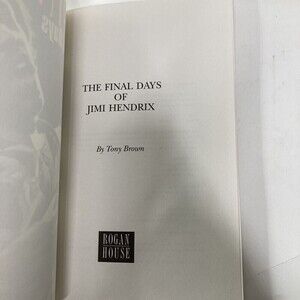 THE FINAL DAYS
OF
JIMI HENDRIX
By Tony Brown
ROGAN
HOUSE